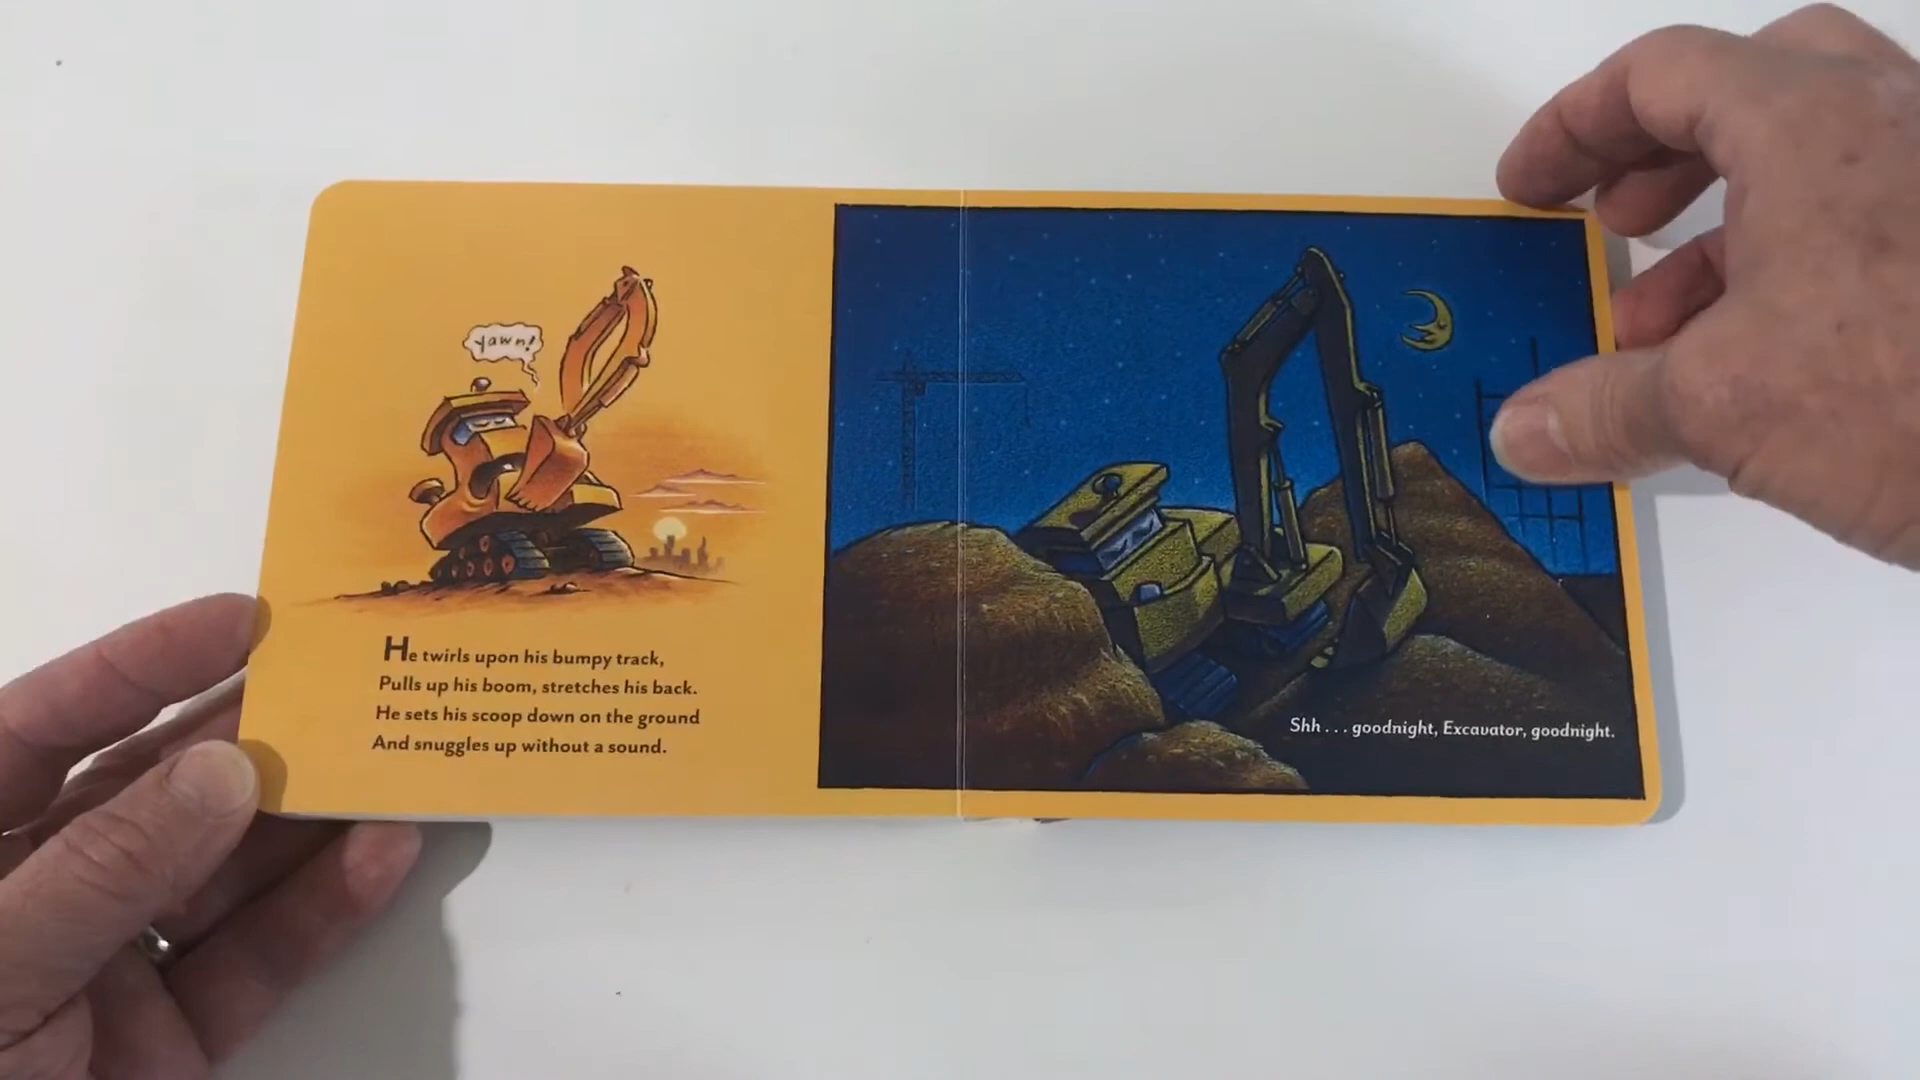 yawn!
He twirls upon his bumpy track,
Pulls up his boom, stretches his back.
He sets his scoop down on the ground
And snuggles up without a sound.
Shh . . . goodnight, Excavator, goodnight.